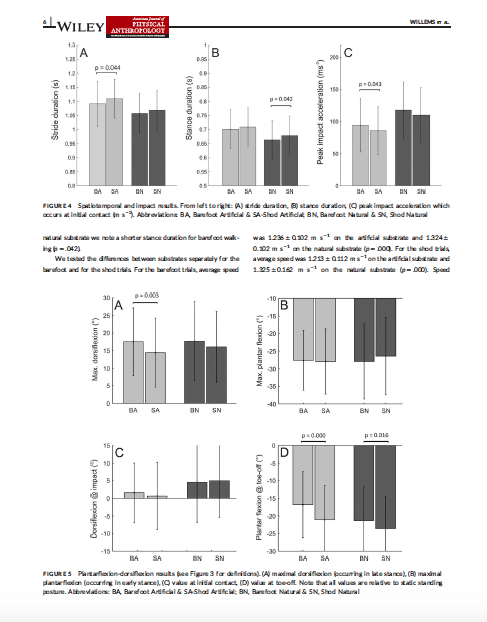 6
WILEY
American Journal of
PHYSICAL
ANTHROPOLOGY
WILLEMS ET AL.
A
Stride duration (s)
1.3
1.25
1.2
1.15
1.1
1.05
1
0.95
0.9
0.85
0.8
p = 0.044
BA SA BN SN
B
Stance duration (s)
1
0.95
0.9
0.85
0.8
0.75
0.7
0.65
0.6
0.55
0.5
p = 0.042
BA SA BN SN
C
Peak impact acceleration (ms²)
200
150
100
50
0
p = 0.043
BA SA BN SN
FIGURE 4 Spatiotemporal and impact results. From left to right: (A) stride duration, (B) stance duration, (C) peak impact acceleration which
occurs at initial contact (m s⁻²). Abbreviations: BA, Barefoot Artificial & SA-Shod Artificial; BN, Barefoot Natural & SN, Shod Natural
natural substrate we note a shorter stance duration for barefoot walk-
ing (p = .042).
We tested the differences between substrates separately for the
barefoot and for the shod trials. For the barefoot trials, average speed
was 1.236 ± 0.102 m s⁻¹ on the artificial substrate and 1.324 ±
0.102 m s⁻¹ on the natural substrate (p = .000). For the shod trials,
average speed was 1.213 ± 0.112 m s⁻¹ on the artificial substrate and
1.325 ± 0.162 m s⁻¹ on the natural substrate (p = .000). Speed
A
Max. dorsiflexion (°)
30
25
20
15
10
5
0
p = 0.003
BA SA BN SN
B
Max. plantar flexion (°)
-10
-15
-20
-25
-30
-35
-40
BA SA BN SN
C
Dorsiflexion @ impact (°)
15
10
5
0
-5
-10
-15
BA SA BN SN
D
Plantar flexion @ toe-off (°)
0
-5
-10
-15
-20
-25
-30
p = 0.000
p = 0.016
BA SA BN SN
FIGURE 5 Plantarflexion-dorsiflexion results (see Figure 3 for definitions). (A) maximal dorsiflexion (occurring in late stance), (B) maximal
plantarflexion (occurring in early stance), (C) value at initial contact, (D) value at toe-off. Note that all values are relative to static standing
posture. Abbreviations: BA, Barefoot Artificial & SA-Shod Artificial; BN, Barefoot Natural & SN, Shod Natural